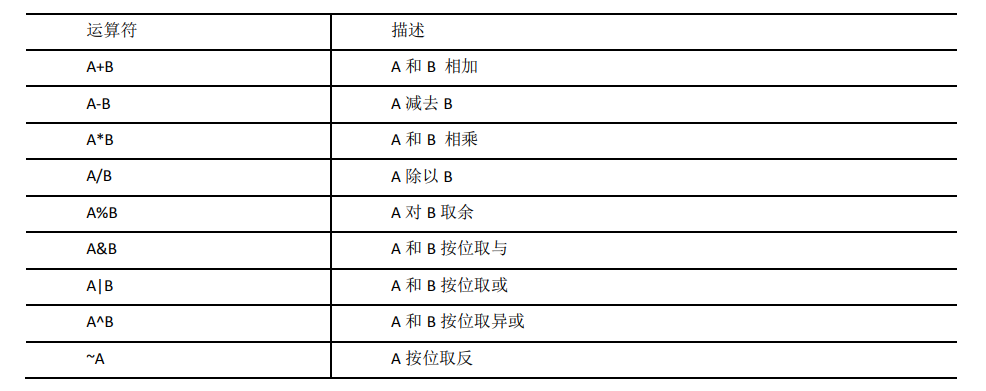 运算符 描述
A+B A 和 B 相加
A-B A 减去 B
A*B A 和 B 相乘
A/B A 除以 B
A%B A 对 B 取余
A&B A 和 B 按位取与
A|B A 和 B 按位取或
A^B A 和 B 按位取异或
~A A 按位取反